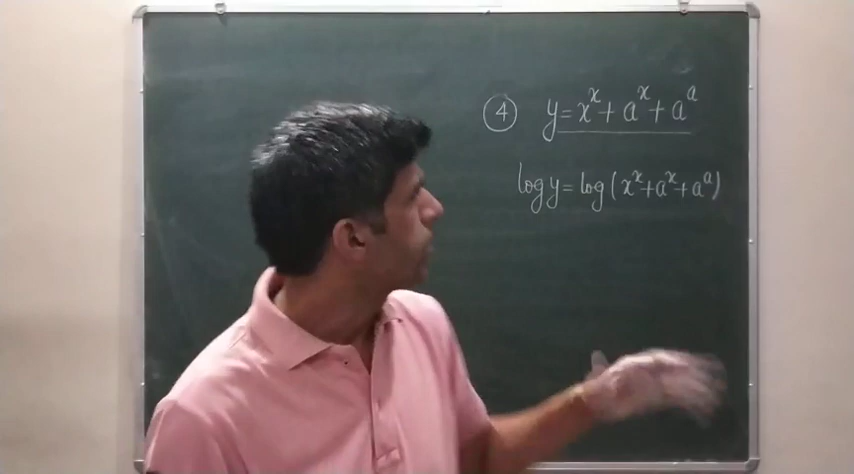 ④ y = x^x + a^x + a^a
log y = log (x^x + a^x + a^a)